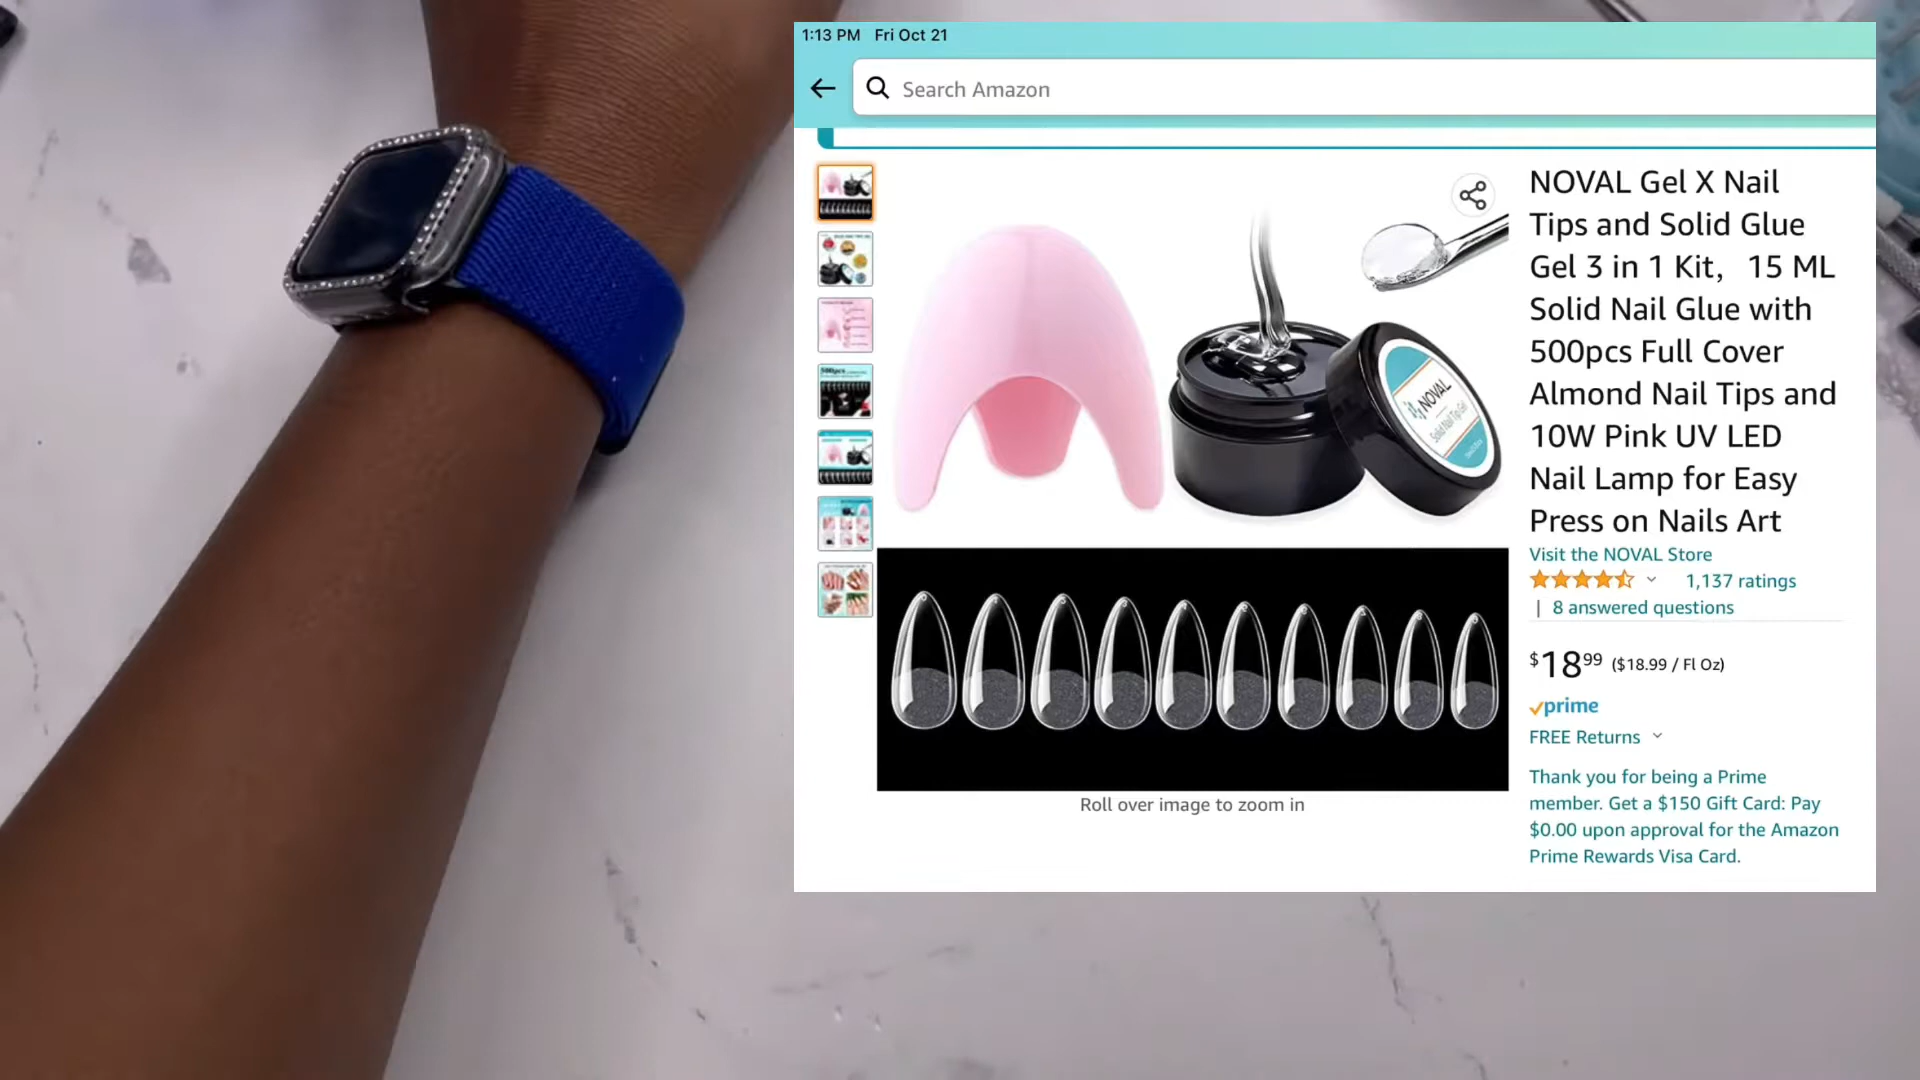 1:13 PM Fri Oct 21
Search Amazon
NOVAL Gel X Nail
Tips and Solid Glue
Gel 3 in 1 Kit, 15 ML
Solid Nail Glue with
500pcs Full Cover
Almond Nail Tips and
10W Pink UV LED
Nail Lamp for Easy
Press on Nails Art
Visit the NOVAL Store
1,137 ratings
| 8 answered questions
$18.99 ($18.99 / Fl Oz)
prime
FREE Returns
Thank you for being a Prime
member. Get a $150 Gift Card: Pay
$0.00 upon approval for the Amazon
Prime Rewards Visa Card.
NOVAL
Solid Nail Tip Gel
Roll over image to zoom in